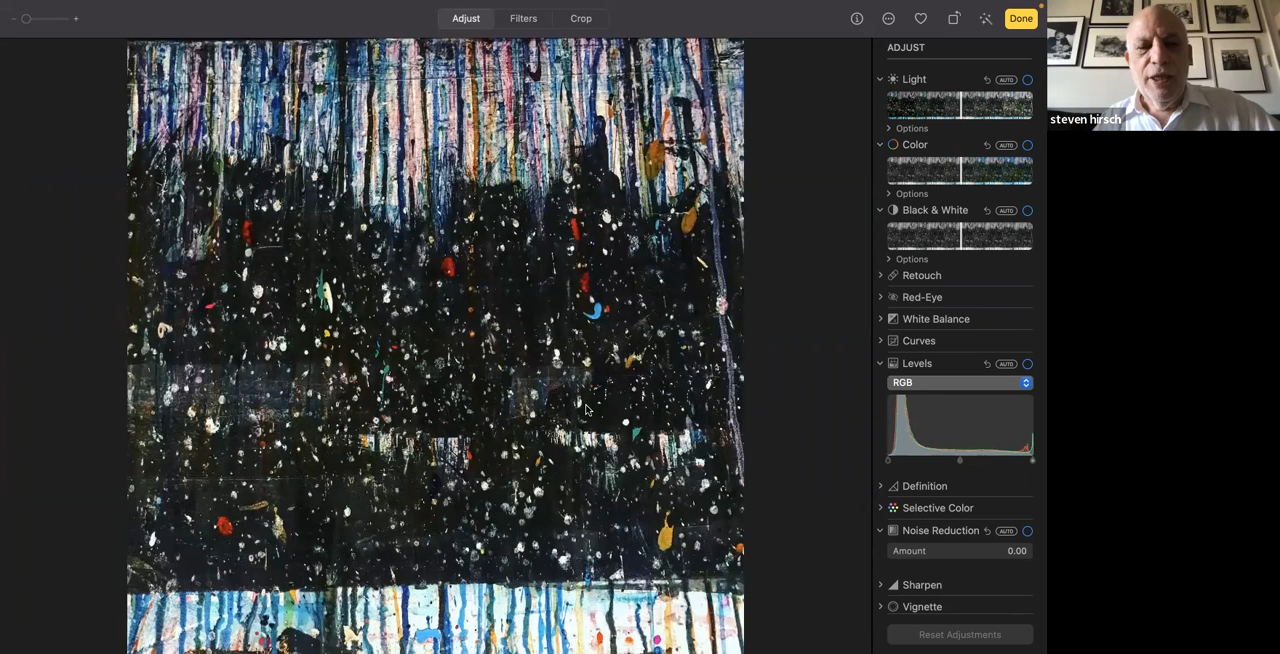 Adjust Filters Crop
Done
ADJUST
Light AUTO
Options
Color AUTO
Options
Black & White AUTO
Options
Retouch
Red-Eye
White Balance
Curves
Levels AUTO
RGB
Definition
Selective Color
Noise Reduction AUTO
Amount 0.00
Sharpen
Vignette
Reset Adjustments
steven hirsch